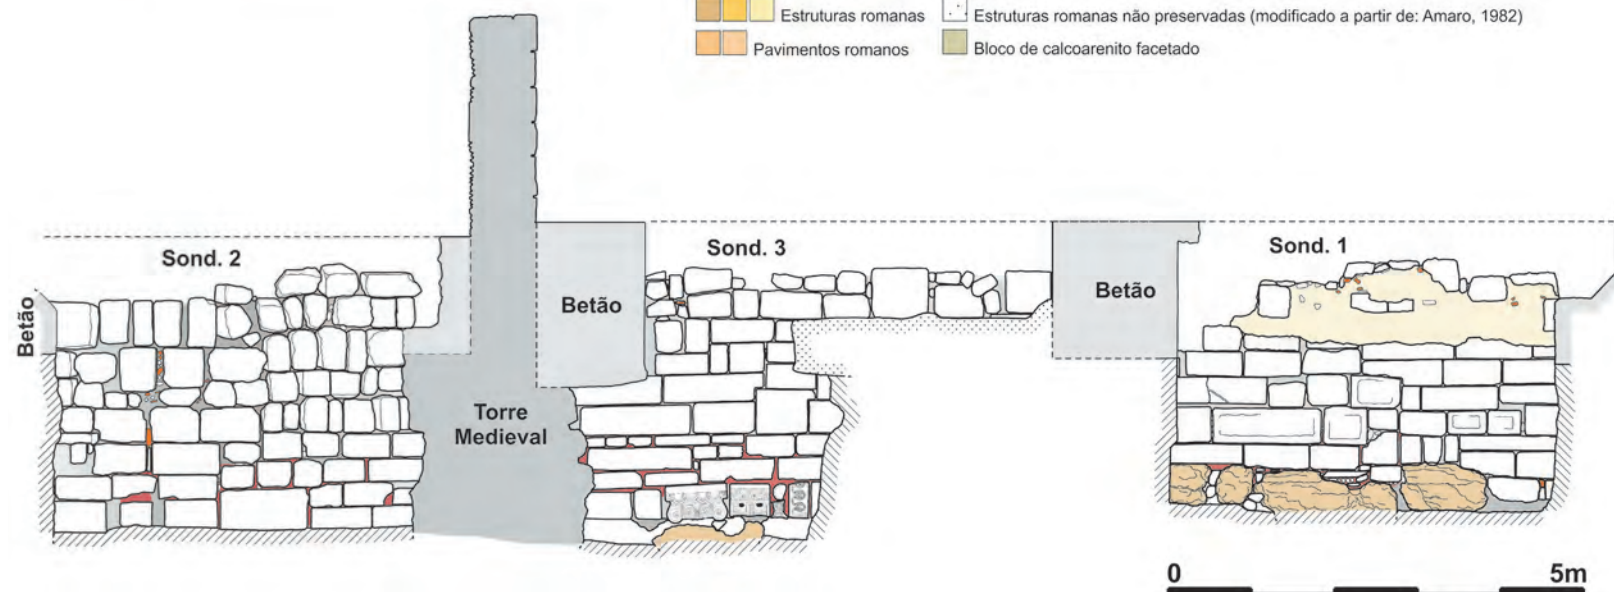 Estruturas romanas
Estruturas romanas não preservadas (modificado a partir de: Amaro, 1982)
Pavimentos romanos
Bloco de calcoarenito facetado
Sond. 2
Sond. 3
Sond. 1
Betão
Betão
Betão
Torre
Medieval
0
5m